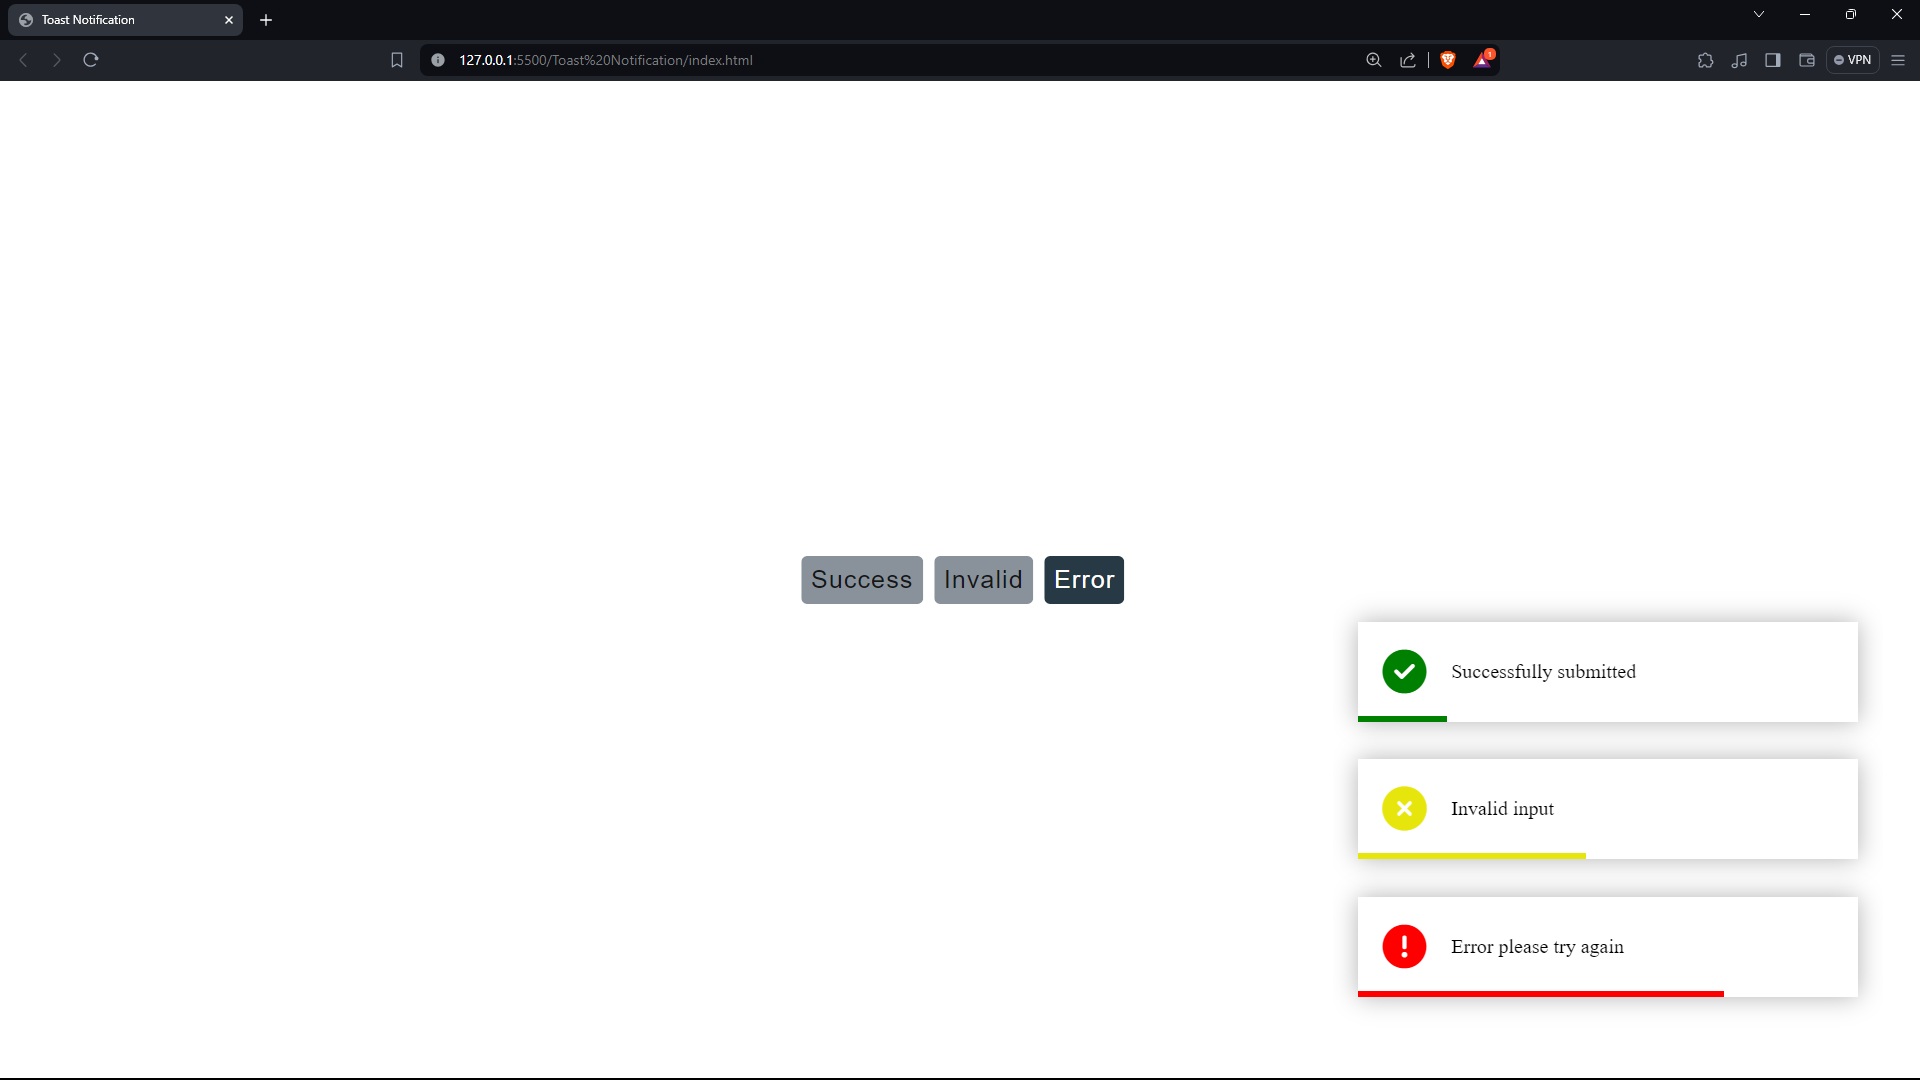 Toast Notification
127.0.0.1:5500/Toast%20Notification/index.html
1
VPN
Success
Invalid
Error
Successfully submitted
Invalid input
Error please try again